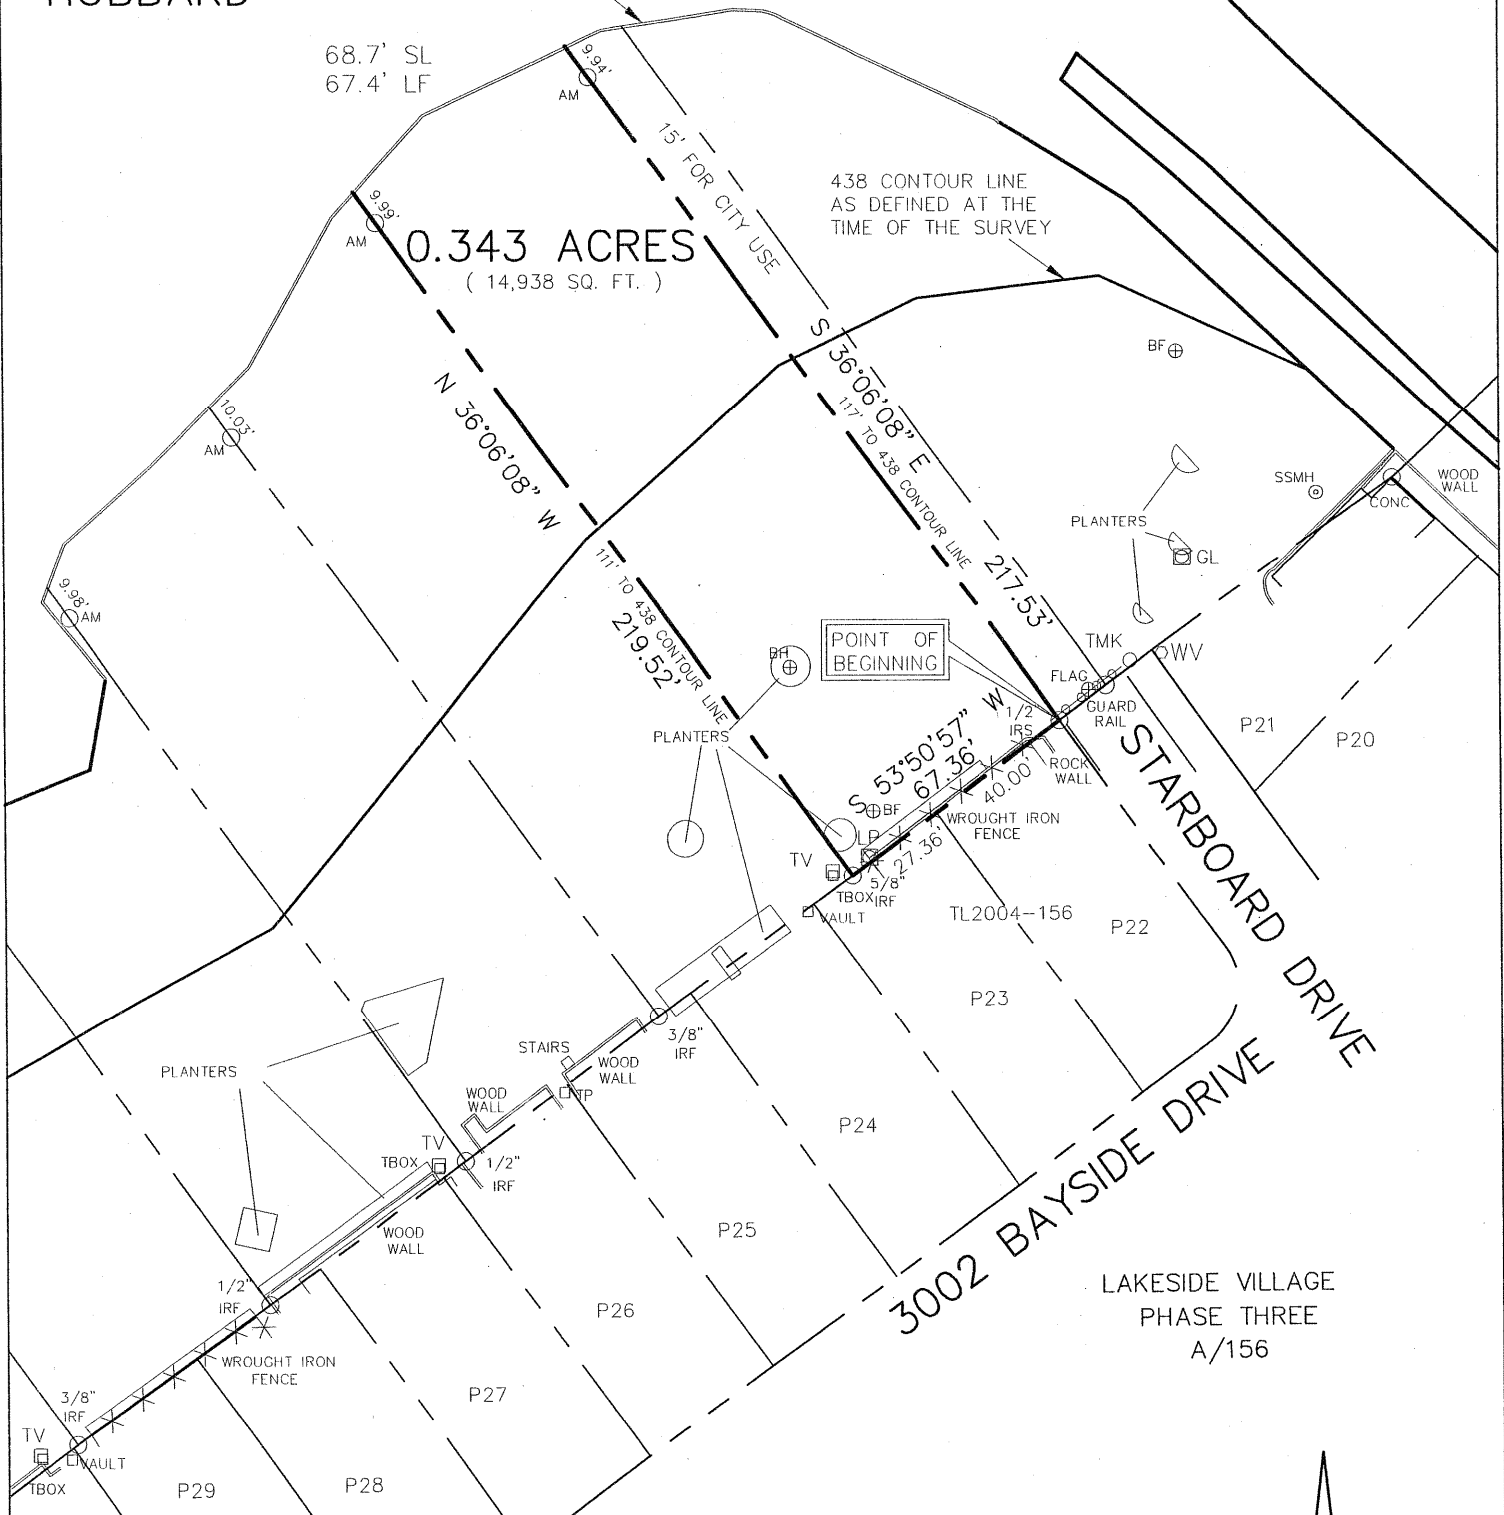 HUBBARD
68.7' SL
67.4' LF
9.94'
AM
15' FOR CITY USE
438 CONTOUR LINE
AS DEFINED AT THE
TIME OF THE SURVEY
9.99'
AM
0.343 ACRES
( 14,938 SQ. FT. )
S 36°06'08" E
217.53'
117' TO 438 CONTOUR LINE
BF
N 36°06'08" W
219.52'
111' TO 438 CONTOUR LINE
10.03'
AM
SSMH
WOOD
WALL
CONC
PLANTERS
GL
9.98'
AM
POINT OF
BEGINNING
BH
TMK
WV
FLAG
GUARD
RAIL
1/2
IRS
S 53°50'57" W
67.36'
PLANTERS
ROCK
WALL
40.00'
P21
P20
STARBOARD DRIVE
BF
WROUGHT IRON
FENCE
LP
27.36'
TV
5/8"
IRF
TBOX
VAULT
TL2004-156
P22
P23
3/8"
IRF
STAIRS
WOOD
WALL
PLANTERS
WOOD
WALL
TP
P24
TV
TBOX
1/2"
IRF
3002 BAYSIDE DRIVE
WOOD
WALL
P25
LAKESIDE VILLAGE
PHASE THREE
A/156
1/2"
IRF
P26
WROUGHT IRON
FENCE
3/8"
IRF
P27
TV
VAULT
TBOX
P29
P28